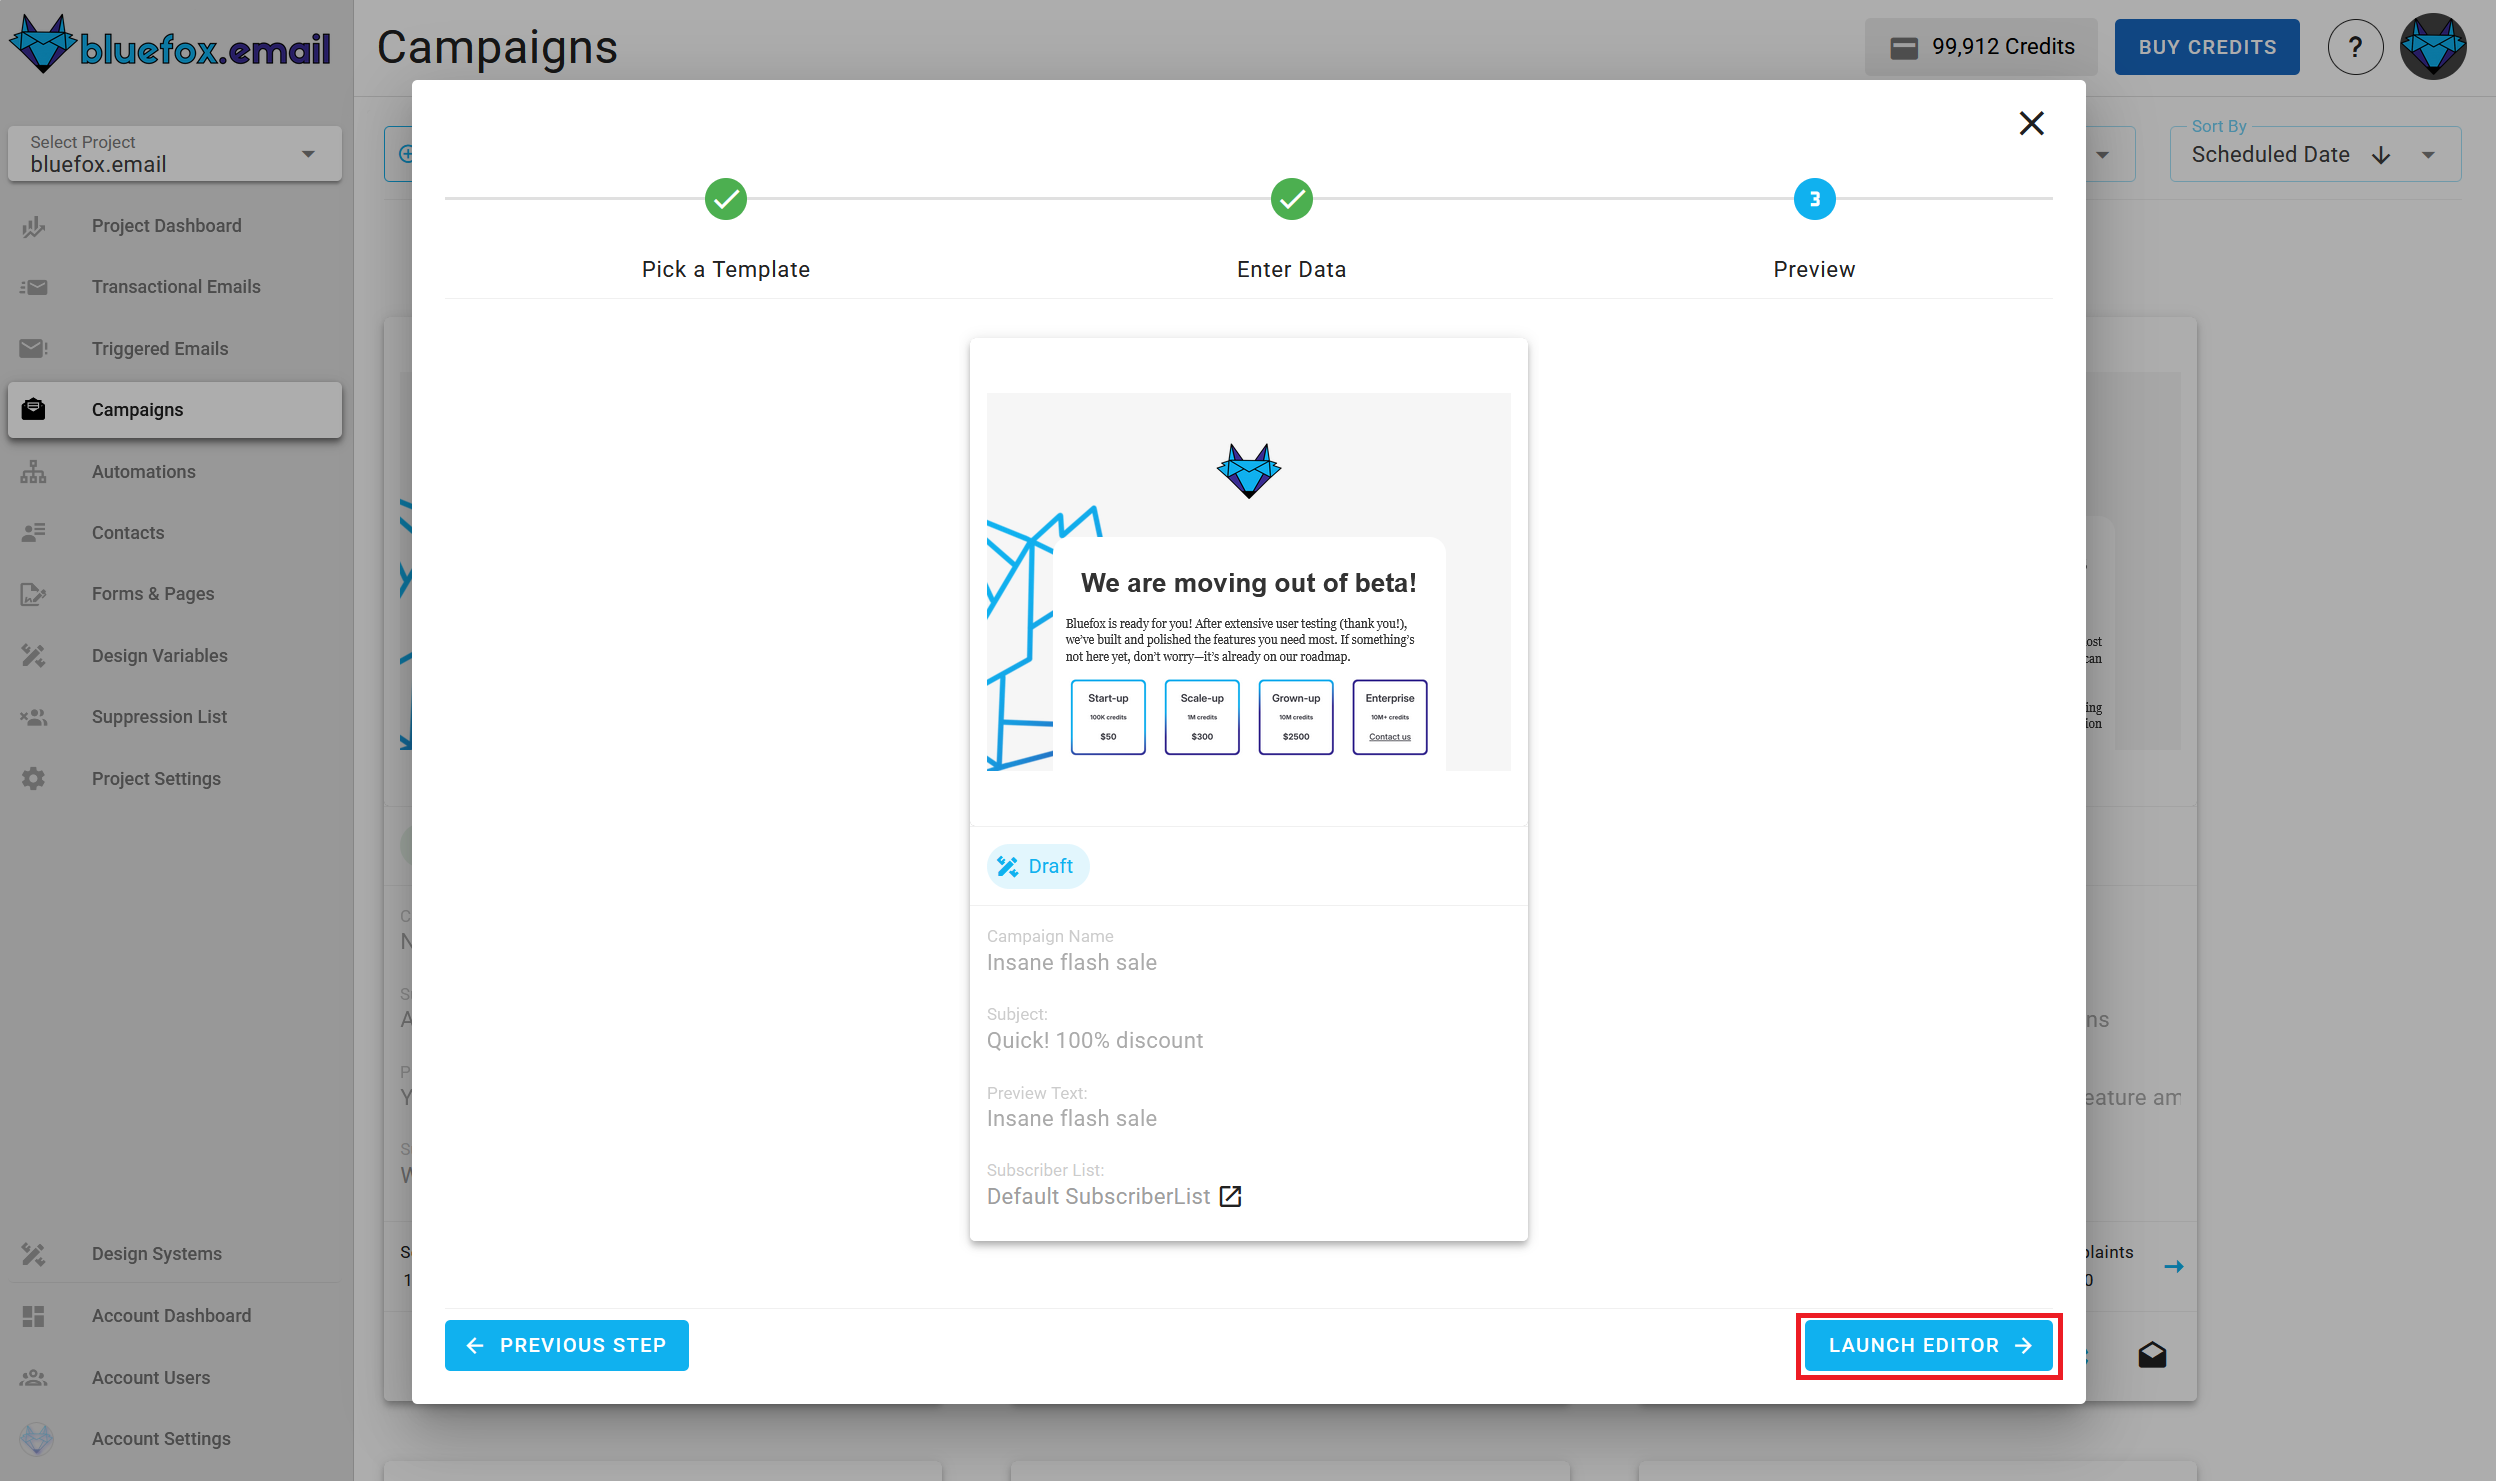 bluefox.email
Campaigns
99,912 Credits
BUY CREDITS
?
Select Project
bluefox.email
Sort By
Scheduled Date
Project Dashboard
Transactional Emails
Triggered Emails
Campaigns
Automations
Contacts
Forms & Pages
Design Variables
Suppression List
Project Settings
Design Systems
Account Dashboard
Account Users
Account Settings
3
Pick a Template
Enter Data
Preview
We are moving out of beta!
Bluefox is ready for you! After extensive user testing (thank you!),
we've built and polished the features you need most. If something's
not here yet, don't worry—it's already on our roadmap.
Start-up
100K credits
$50
Scale-up
1M credits
$300
Grown-up
10M credits
$2500
Enterprise
10M+ credits
Contact us
Draft
Campaign Name
Insane flash sale
Subject:
Quick! 100% discount
Preview Text:
Insane flash sale
Subscriber List:
Default SubscriberList
PREVIOUS STEP
LAUNCH EDITOR